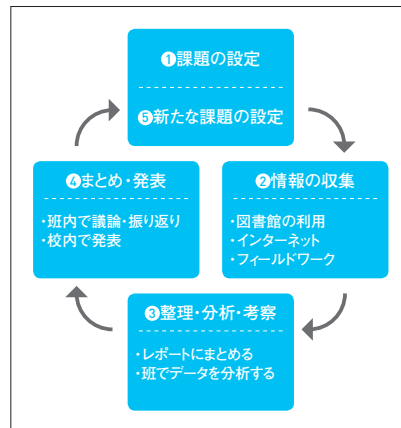 ❶課題の設定
❺新たな課題の設定
❷情報の収集
・図書館の利用
・インターネット
・フィールドワーク
❸整理・分析・考察
・レポートにまとめる
・班でデータを分析する
❹まとめ・発表
・班内で議論・振り返り
・校内で発表